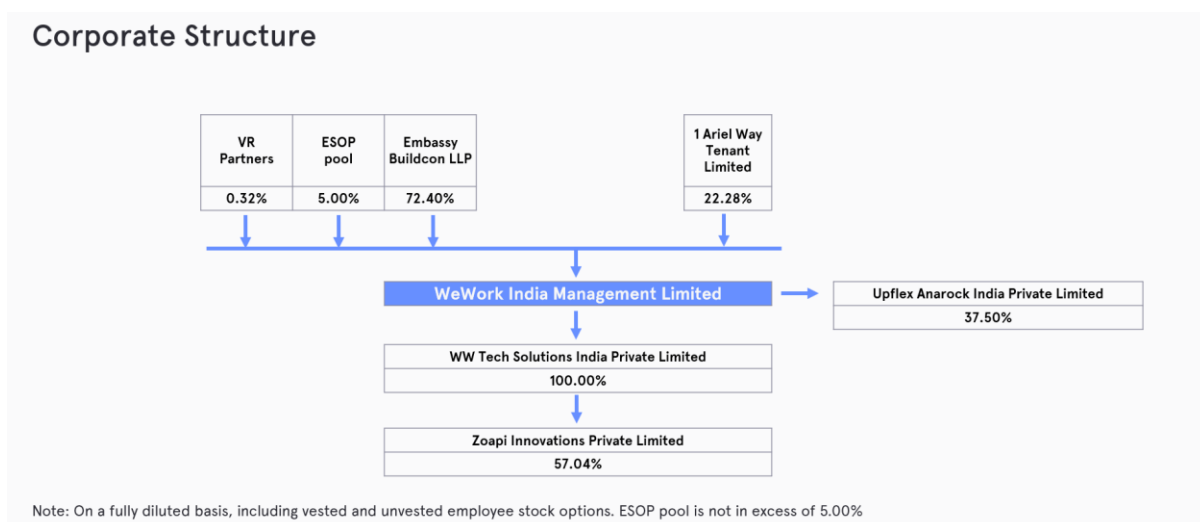 Corporate Structure
VR
Partners
ESOP
pool
Embassy
Buildcon LLP
1 Ariel Way
Tenant
Limited
0.32%
5.00%
72.40%
22.28%
WeWork India Management Limited
Upflex Anarock India Private Limited
37.50%
WW Tech Solutions India Private Limited
100.00%
Zoapi Innovations Private Limited
57.04%
Note: On a fully diluted basis, including vested and unvested employee stock options. ESOP pool is not in excess of 5.00%